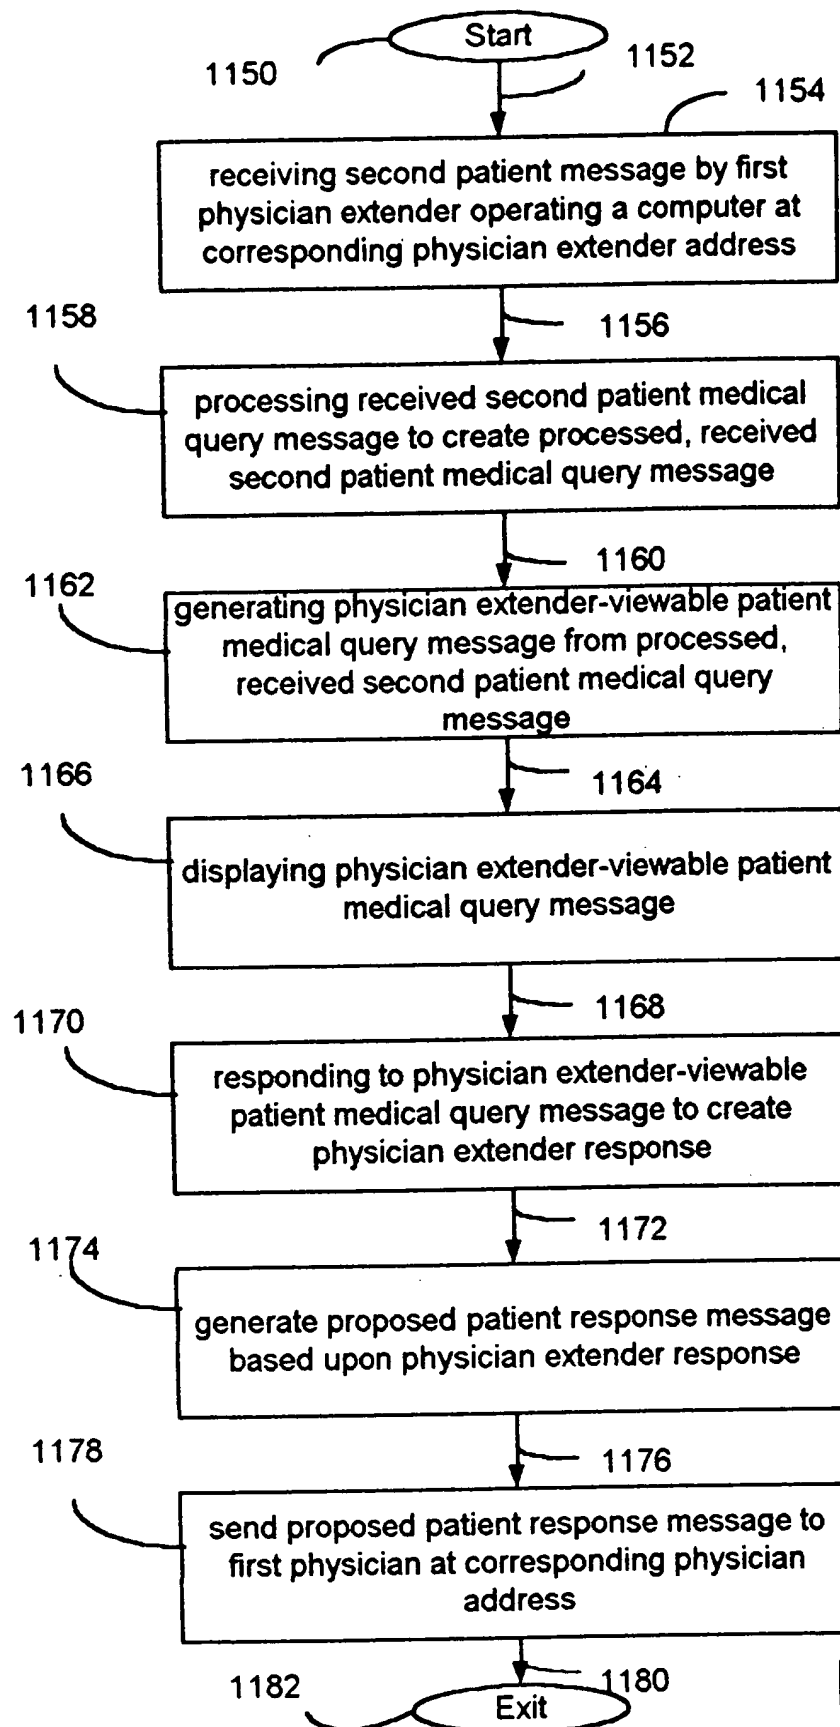 Start
1150
1152
1154
receiving second patient message by first
physician extender operating a computer at
corresponding physician extender address
1156
1158
processing received second patient medical
query message to create processed, received
second patient medical query message
1160
1162
generating physician extender-viewable patient
medical query message from processed,
received second patient medical query
message
1164
1166
displaying physician extender-viewable patient
medical query message
1168
1170
responding to physician extender-viewable
patient medical query message to create
physician extender response
1172
1174
generate proposed patient response message
based upon physician extender response
1176
1178
send proposed patient response message to
first physician at corresponding physician
address
1180
1182
Exit